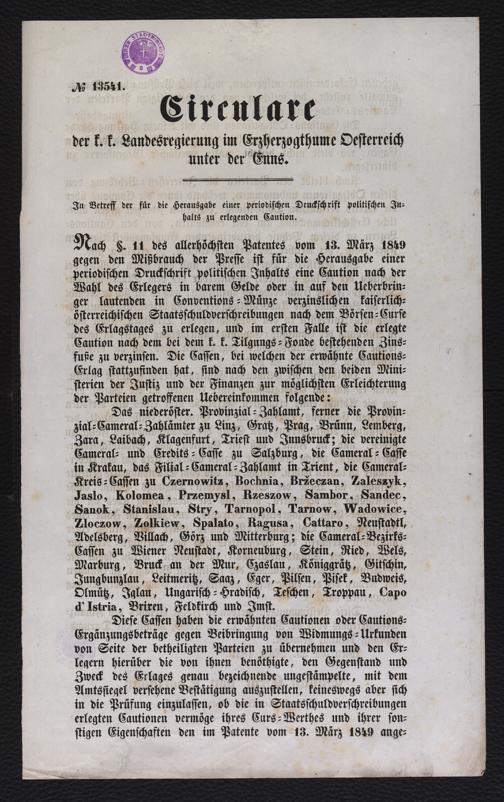 № 13541.
Circulare
der k. k. Landesregierung im Erzherzogthume Oesterreich
unter der Enns.
In Betreff der für die Herausgabe einer periodischen Druckschrift politischen In-
halts zu erlegenden Caution.
Nach §. 11 des allerhöchsten Patentes vom 13. März 1849
gegen den Mißbrauch der Presse ist für die Herausgabe einer
periodischen Druckschrift politischen Inhalts eine Caution nach der
Wahl des Erlegers in barem Gelde oder in auf den Ueberbrin-
ger lautenden in Conventions-Münze verzinslichen kaiserlich-
österreichischen Staatsschuldverschreibungen nach dem Börsen-Curse
des Erlagstages zu erlegen, und im ersten Falle ist die erlegte
Caution nach dem bei dem k. k. Tilgungs-Fonde bestehenden Zins-
fuße zu verzinsen. Die Cassen, bei welchen der erwähnte Cautions-
Erlag stattzufinden hat, sind nach den zwischen den beiden Mini-
sterien der Justiz und der Finanzen zur möglichsten Erleichterung
der Parteien getroffenen Uebereinkommen folgende:
Das niederöster. Provinzial-Zahlamt, ferner die Provin-
zial-Cameral-Zahlämter zu Linz, Gratz, Prag, Brünn, Lemberg,
Zara, Laibach, Klagenfurt, Triest und Innsbruck; die vereinigte
Cameral- und Credits-Casse zu Salzburg, die Cameral-Casse
in Krakau, das Filial-Cameral-Zahlamt in Trient, die Cameral-
Kreis-Cassen zu Czernowitz, Bochnia, Bržeczan, Zaleszyk,
Jaslo, Kolomea, Przemysl, Rzeszow, Sambor, Sandec,
Sanok, Stanislau, Stry, Tarnopol, Tarnow, Wadowice,
Zloczow, Zolkiew, Spalato, Ragusa, Cattaro, Neustadtl,
Adelsberg, Villach, Görz und Mitterburg; die Cameral-Bezirks-
Cassen zu Wiener Neustadt, Korneuburg, Stein, Ried, Wels,
Marburg, Bruck an der Mur, Czaslau, Königgrätz, Gitschin,
Jungbunzlau, Leitmeritz, Saaz, Eger, Pilsen, Pisek, Budweis,
Olmütz, Iglau, Ungarisch-Hradisch, Teschen, Troppau, Capo
d'Istria, Brixen, Feldkirch und Imst.
Diese Cassen haben die erwähnten Cautionen oder Cautions-
Ergänzungsbeträge gegen Beibringung von Widmungs-Urkunden
von Seite der betheiligten Parteien zu übernehmen und den Er-
legern hierüber die von ihnen benöthigte, den Gegenstand und
Zweck des Erlages genau bezeichnende ungestämpelte, mit dem
Amtssiegel versehene Bestätigung auszustellen, keineswegs aber sich
in die Prüfung einzulassen, ob die in Staatsschuldverschreibungen
erlegten Cautionen vermöge ihres Curs-Werthes und ihrer son-
stigen Eigenschaften den im Patente vom 13. März 1849 ange-